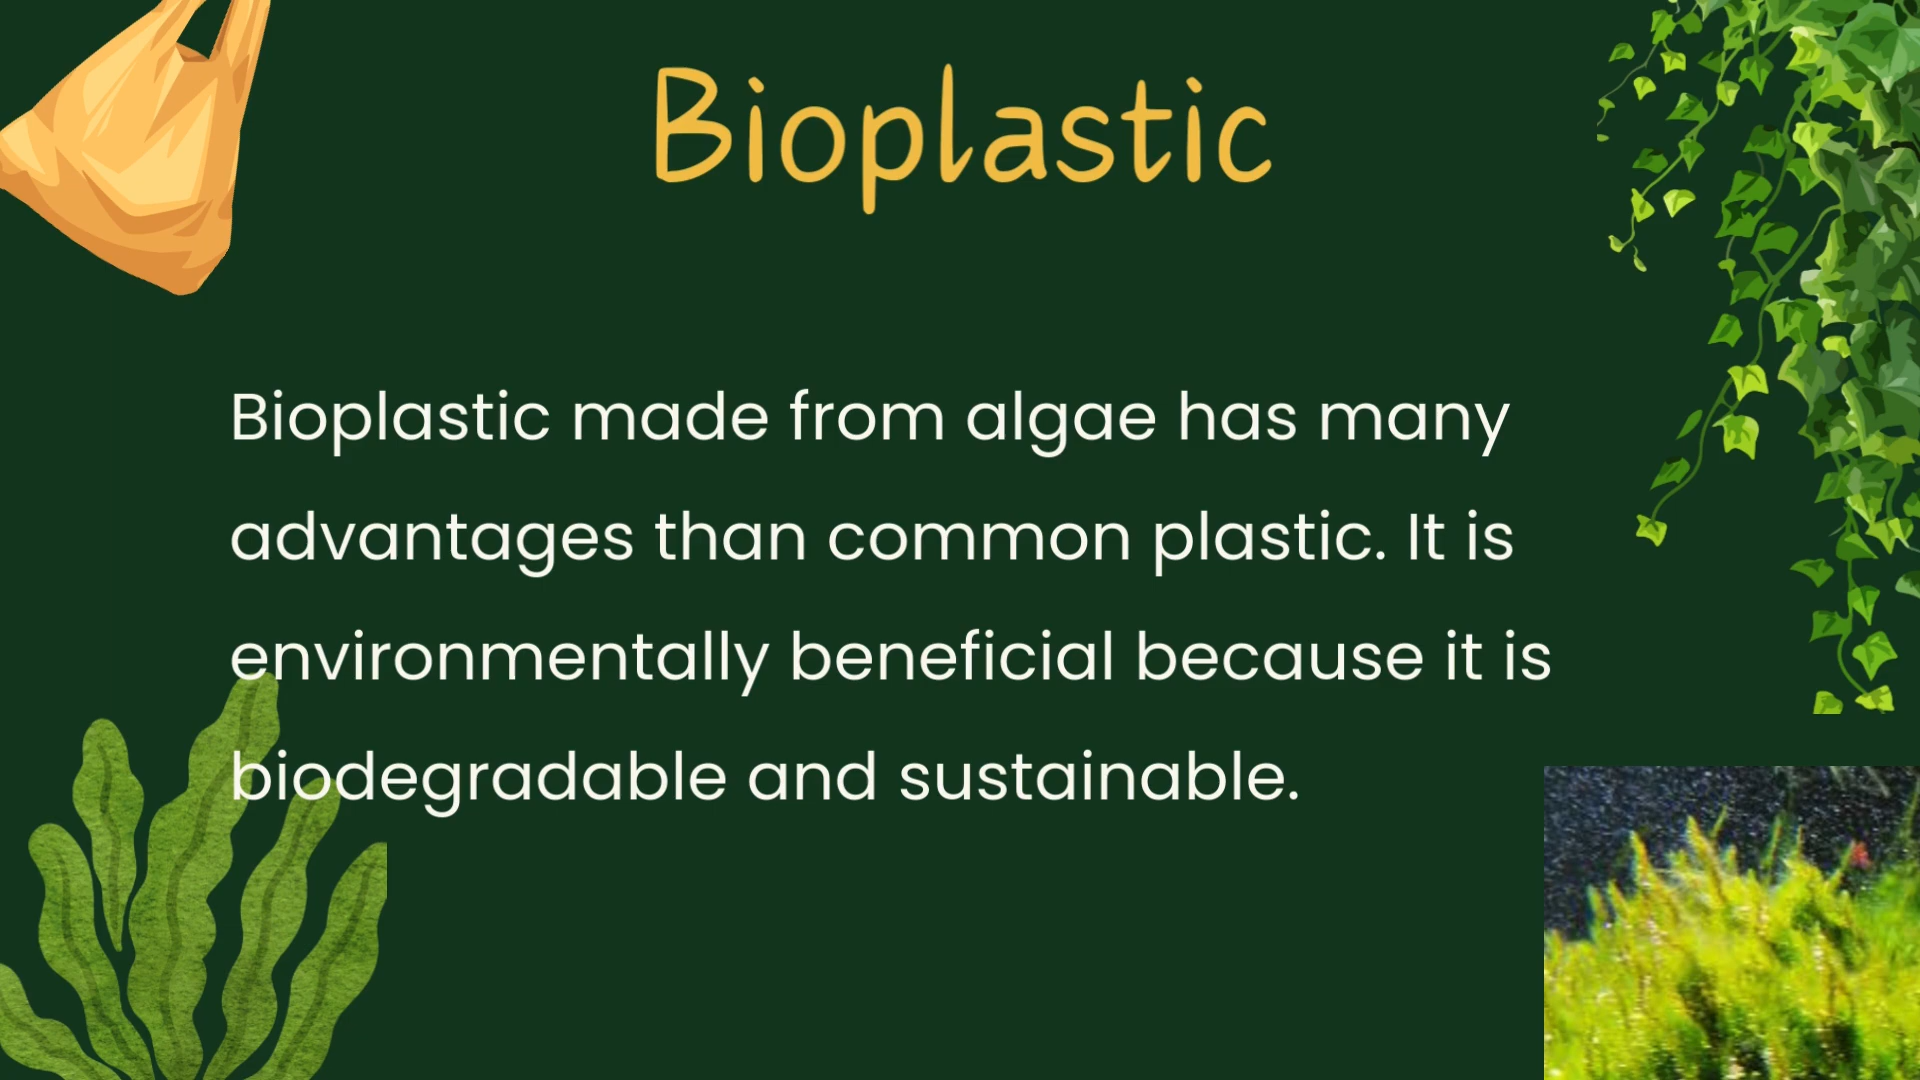 Bioplastic
Bioplastic made from algae has many
advantages than common plastic. It is
environmentally beneficial because it is
biodegradable and sustainable.